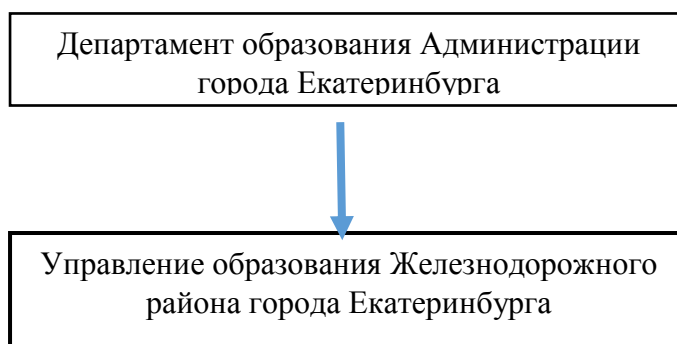 Департамент образования Администрации
города Екатеринбурга
Управление образования Железнодорожного
района города Екатеринбурга